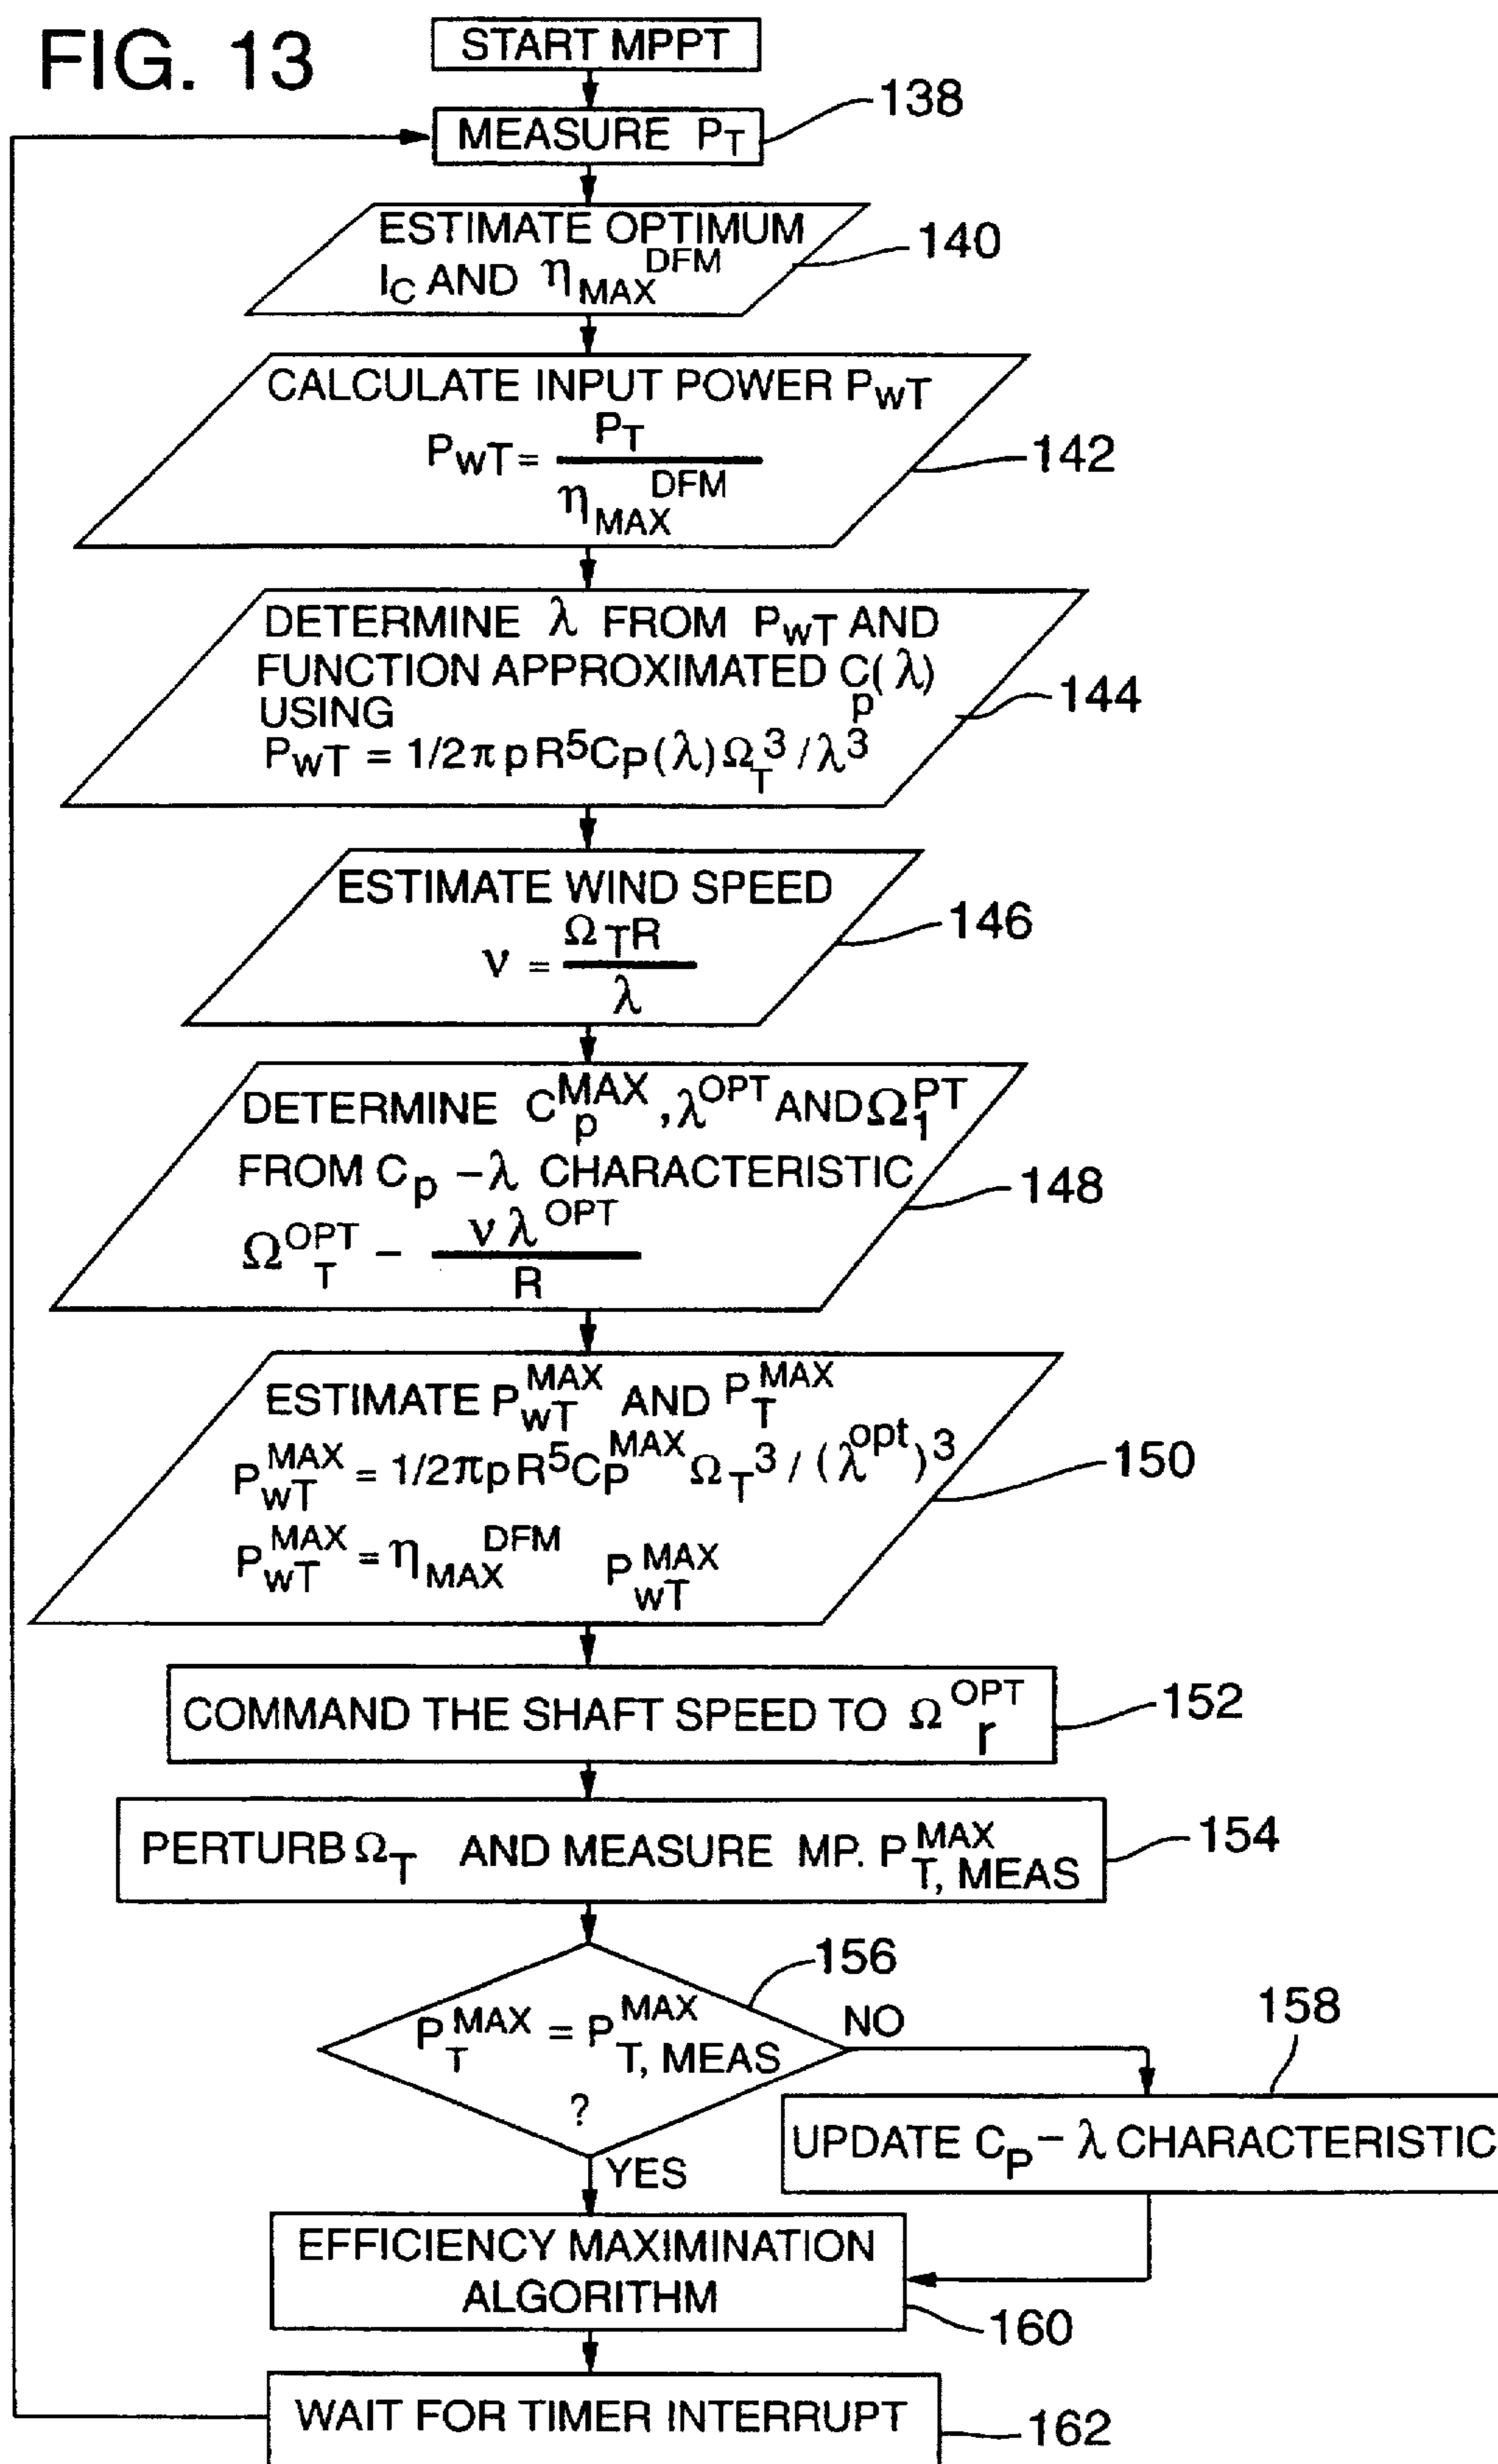 FIG. 13
START MPPT
MEASURE P_T
138
ESTIMATE OPTIMUM
I_C AND η_MAX^DFM
140
CALCULATE INPUT POWER P_wT
P_wT = P_T / η_MAX^DFM
142
DETERMINE λ FROM P_wT AND
FUNCTION APPROXIMATED C_p(λ)
USING
P_wT = 1/2 π p R^5 C_P(λ) Ω_T^3 / λ^3
144
ESTIMATE WIND SPEED
ν = Ω_T R / λ
146
DETERMINE C_p^MAX, λ^OPT AND Ω_1^PT
FROM C_p - λ CHARACTERISTIC
Ω_T^OPT - ν λ^OPT / R
148
ESTIMATE P_wT^MAX AND P_T^MAX
P_wT^MAX = 1/2 π p R^5 C_P^MAX Ω_T^3 / (λ^opt)^3
P_wT^MAX = η_MAX^DFM P_wT^MAX
150
COMMAND THE SHAFT SPEED TO Ω_r^OPT
152
PERTURB Ω_T AND MEASURE MP. P_T, MEAS^MAX
154
156
P_T^MAX = P_T, MEAS^MAX
?
NO
158
UPDATE C_P - λ CHARACTERISTIC
YES
EFFICIENCY MAXIMINATION
ALGORITHM
160
WAIT FOR TIMER INTERRUPT
162